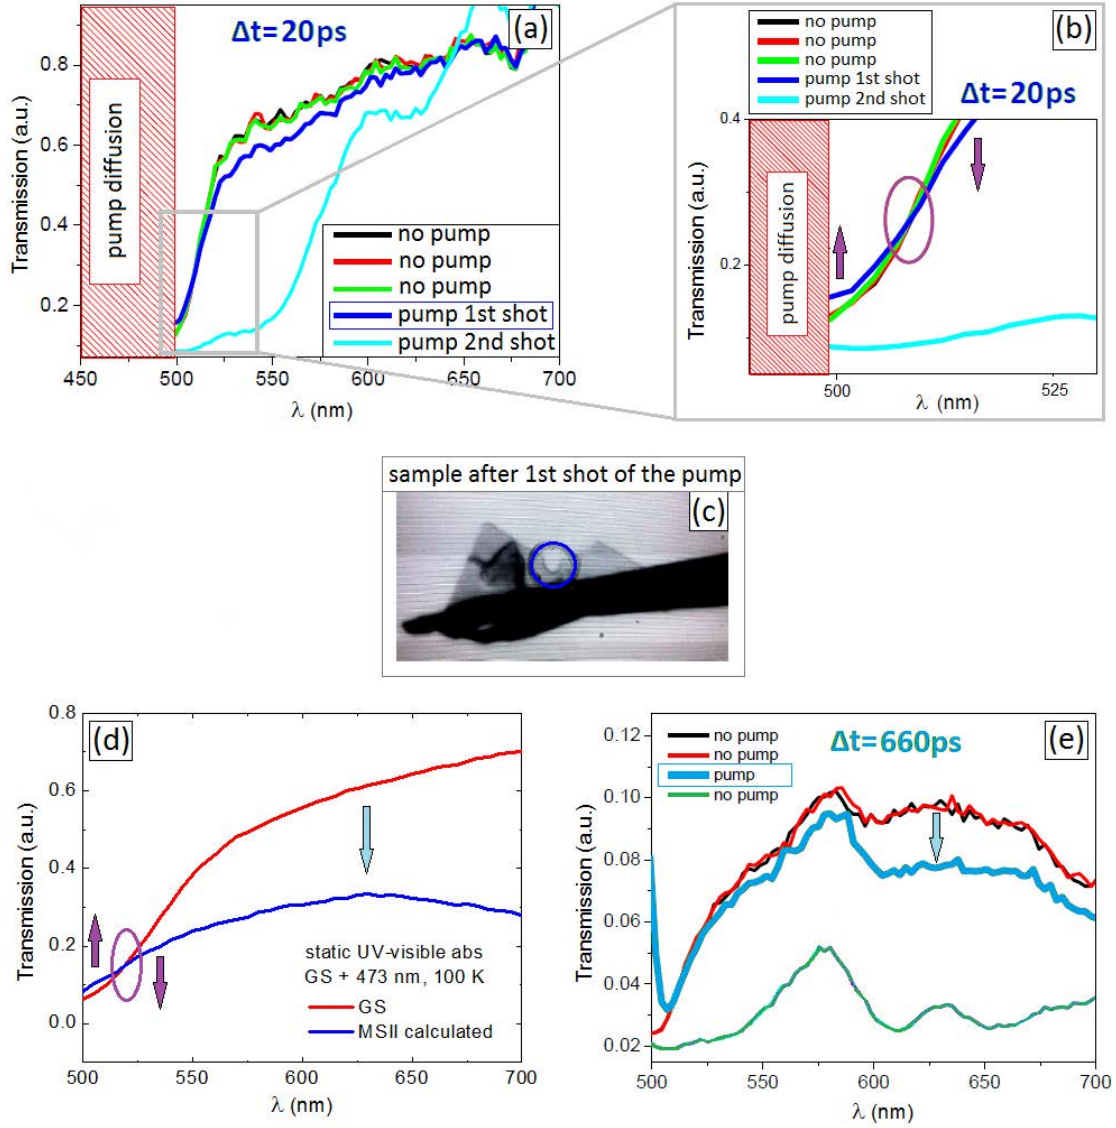 Δt=20ps
(a)
Transmission (a.u.)
0.8
0.6
0.4
0.2
pump diffusion
no pump
no pump
no pump
pump 1st shot
pump 2nd shot
450
500
550
600
650
700
λ (nm)
no pump
no pump
no pump
pump 1st shot
pump 2nd shot
(b)
Δt=20ps
Transmission (a.u.)
0.4
0.2
pump diffusion
500
525
λ (nm)
sample after 1st shot of the pump
(c)
(d)
Transmission (a.u.)
0.8
0.6
0.4
0.2
0.0
static UV-visible abs
GS + 473 nm, 100 K
GS
MSII calculated
500
550
600
650
700
λ (nm)
no pump
no pump
pump
no pump
Δt=660ps
(e)
Transmission (a.u.)
0.12
0.10
0.08
0.06
0.04
0.02
500
550
600
650
700
λ (nm)